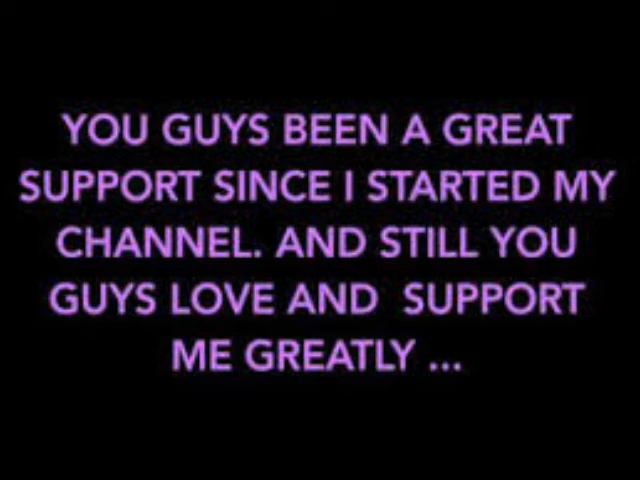 YOU GUYS BEEN A GREAT
SUPPORT SINCE I STARTED MY
CHANNEL. AND STILL YOU
GUYS LOVE AND  SUPPORT
ME GREATLY ...